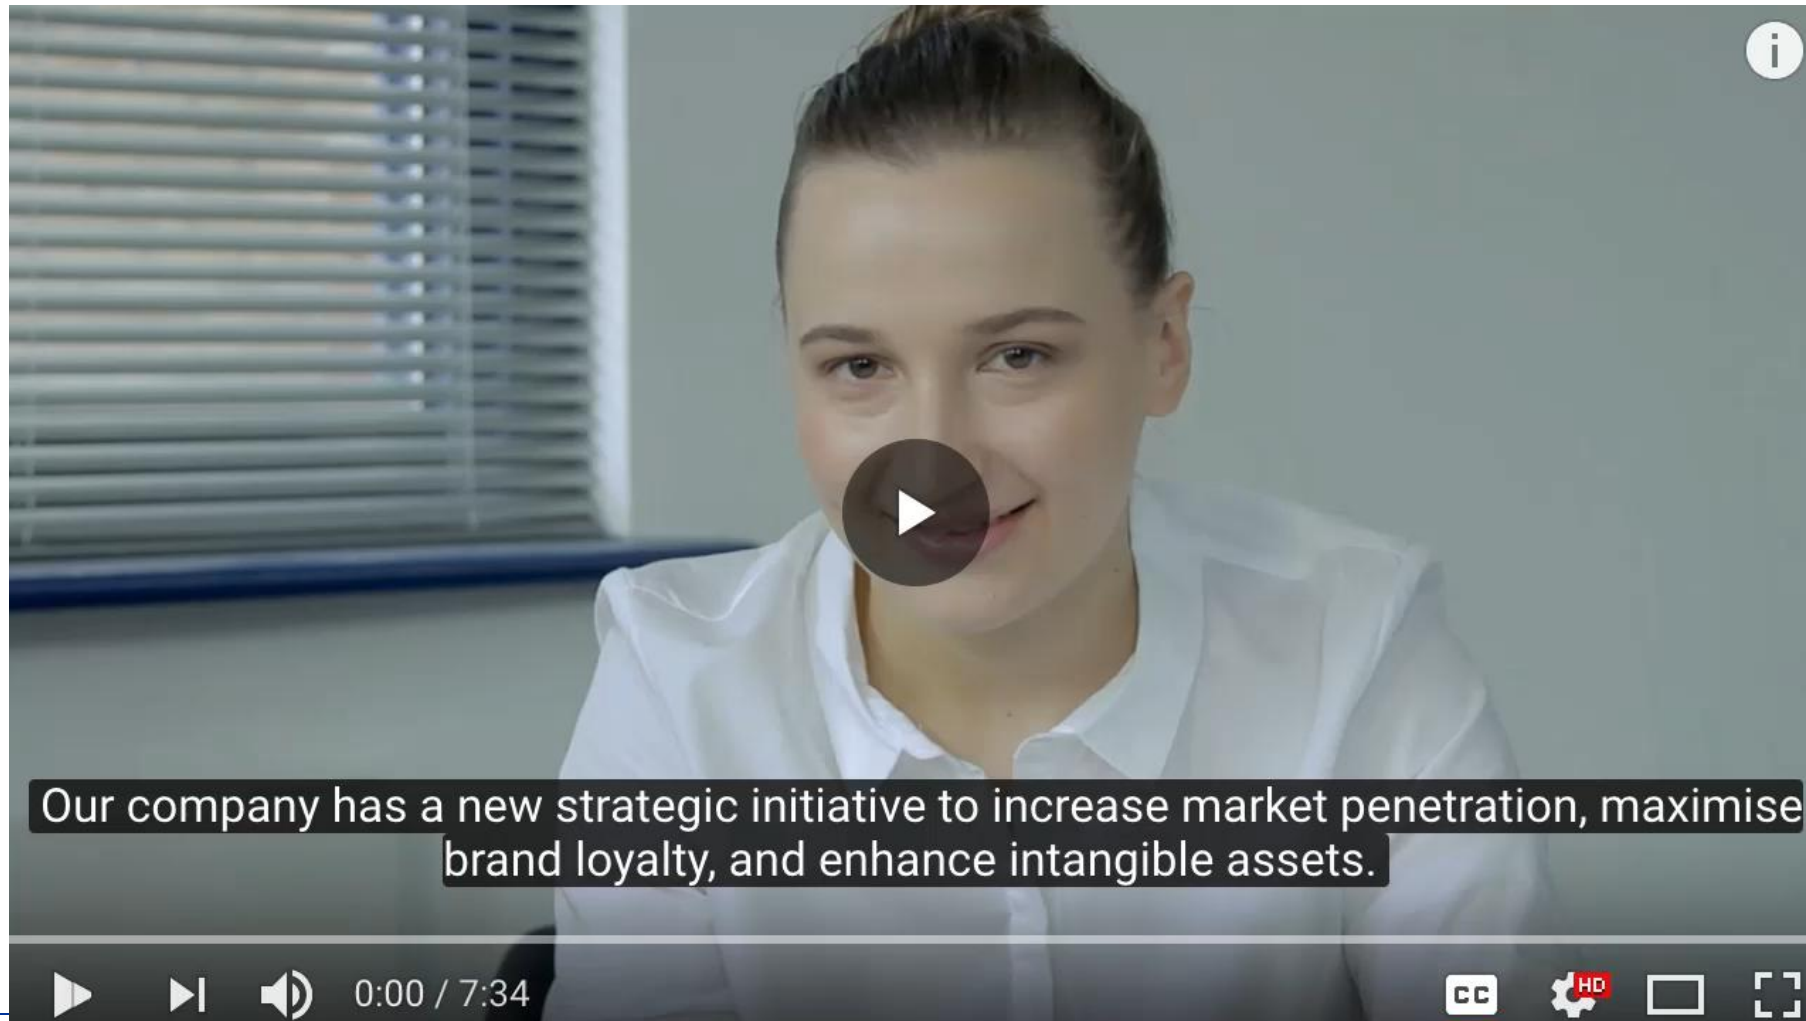 i
Our company has a new strategic initiative to increase market penetration, maximise
brand loyalty, and enhance intangible assets.
0:00 / 7:34
CC
HD